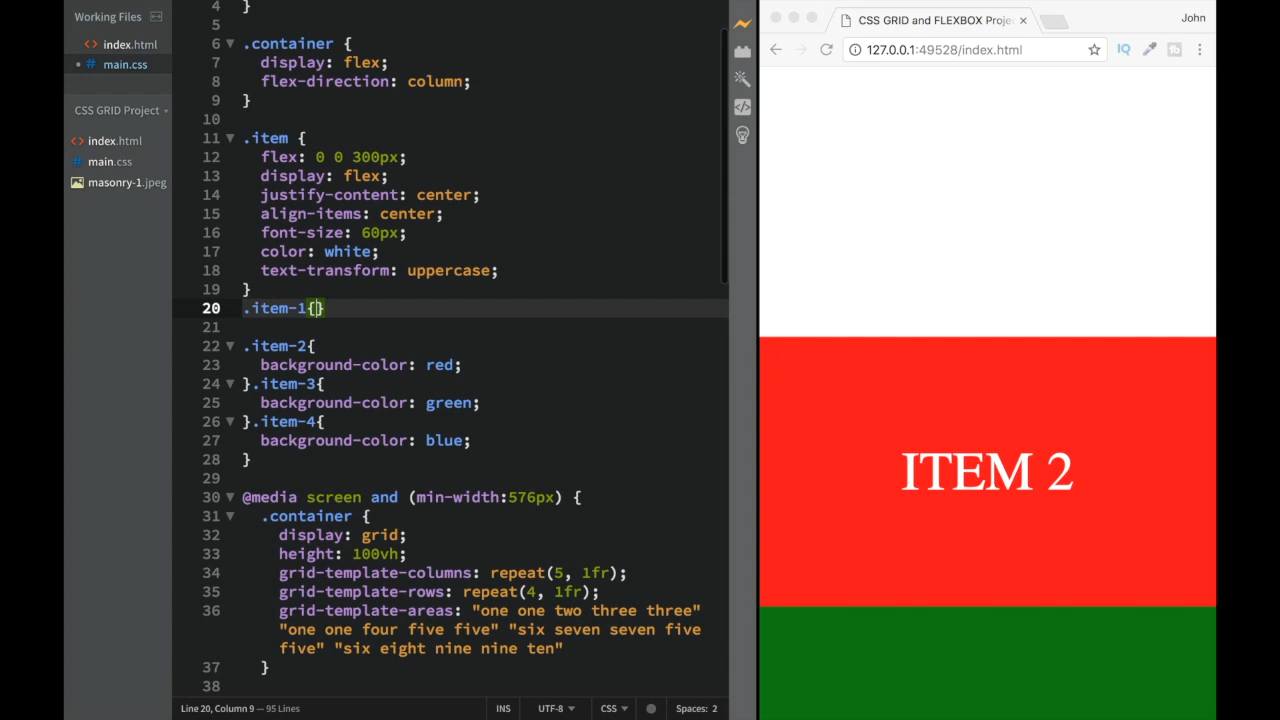 Working Files
index.html
main.css
CSS GRID Project
index.html
main.css
masonry-1.jpeg
4 }
5
6 .container {
7 display: flex;
8 flex-direction: column;
9 }
10
11 .item {
12 flex: 0 0 300px;
13 display: flex;
14 justify-content: center;
15 align-items: center;
16 font-size: 60px;
17 color: white;
18 text-transform: uppercase;
19 }
20 .item-1{}
21
22 .item-2{
23 background-color: red;
24 }.item-3{
25 background-color: green;
26 }.item-4{
27 background-color: blue;
28 }
29
30 @media screen and (min-width:576px) {
31 .container {
32 display: grid;
33 height: 100vh;
34 grid-template-columns: repeat(5, 1fr);
35 grid-template-rows: repeat(4, 1fr);
36 grid-template-areas: "one one two three three"
"one one four five five" "six seven seven five
five" "six eight nine nine ten"
37 }
38
Line 20, Column 9 — 95 Lines
INS
UTF-8
CSS
Spaces: 2
CSS GRID and FLEXBOX Proje
John
127.0.0.1:49528/index.html
IQ
ITEM 2